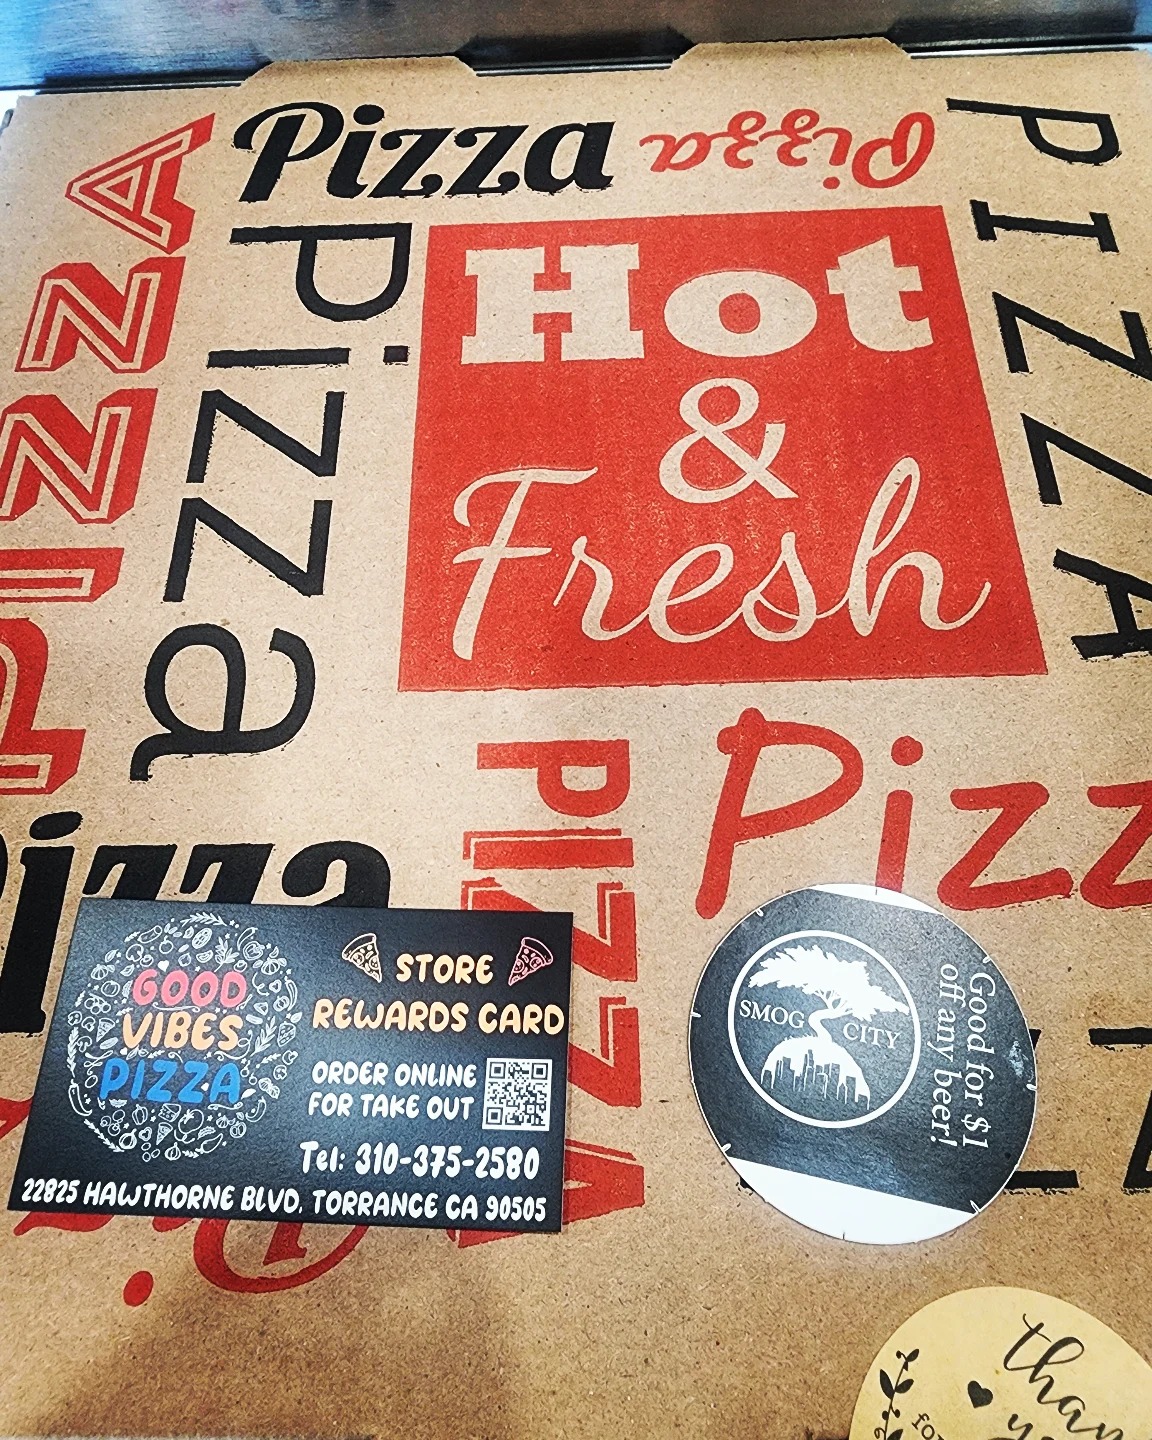 Pizza
Pizza
PIZZA
PIZZA
Pizza
Hot
&
Fresh
PIZZA
Pizz
Pizza
GOOD
VIBES
PIZZA
STORE
REWARDS CARD
ORDER ONLINE
FOR TAKE OUT
Tel: 310-375-2580
22825 HAWTHORNE BLVD, TORRANCE CA 90505
SMOG CITY
Good for $1
off any beer!
thank